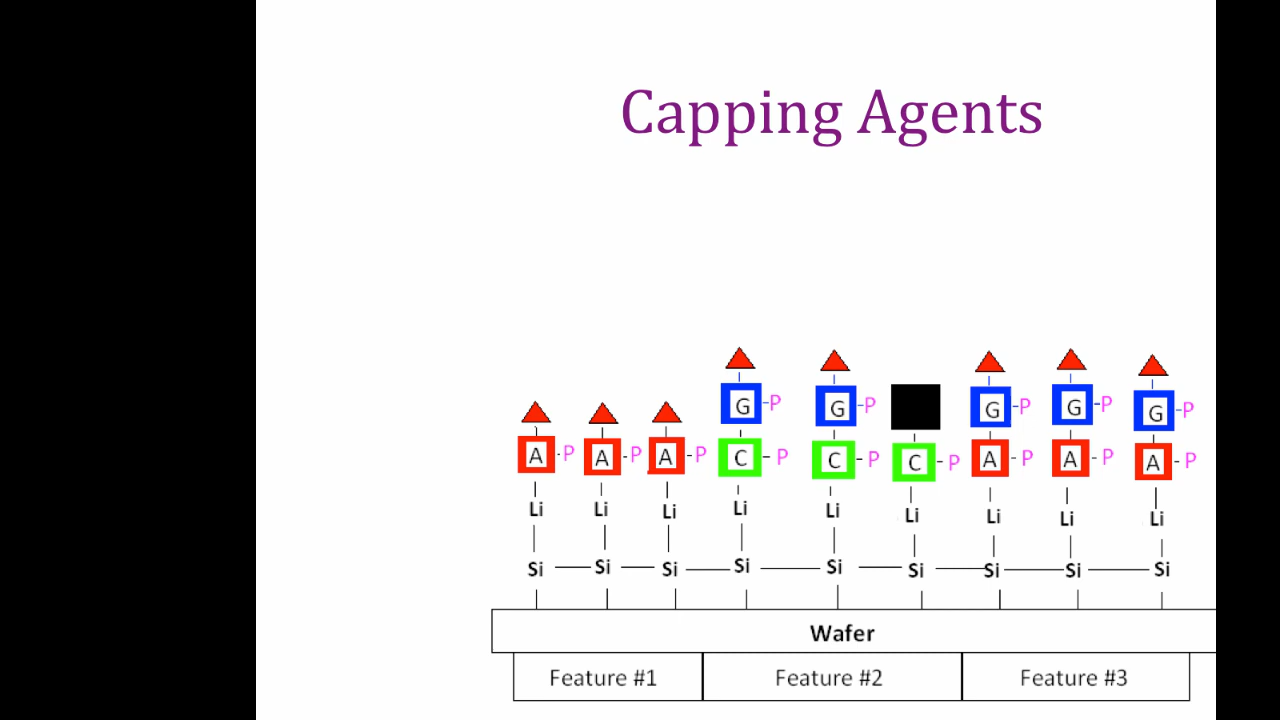 Capping Agents
G -P G -P G -P G -P G -P
A -P A -P A -P C -P C -P C -P A -P A -P A -P
Li Li Li Li Li Li Li Li Li
Si Si Si Si Si Si Si Si Si
Wafer
Feature #1 Feature #2 Feature #3